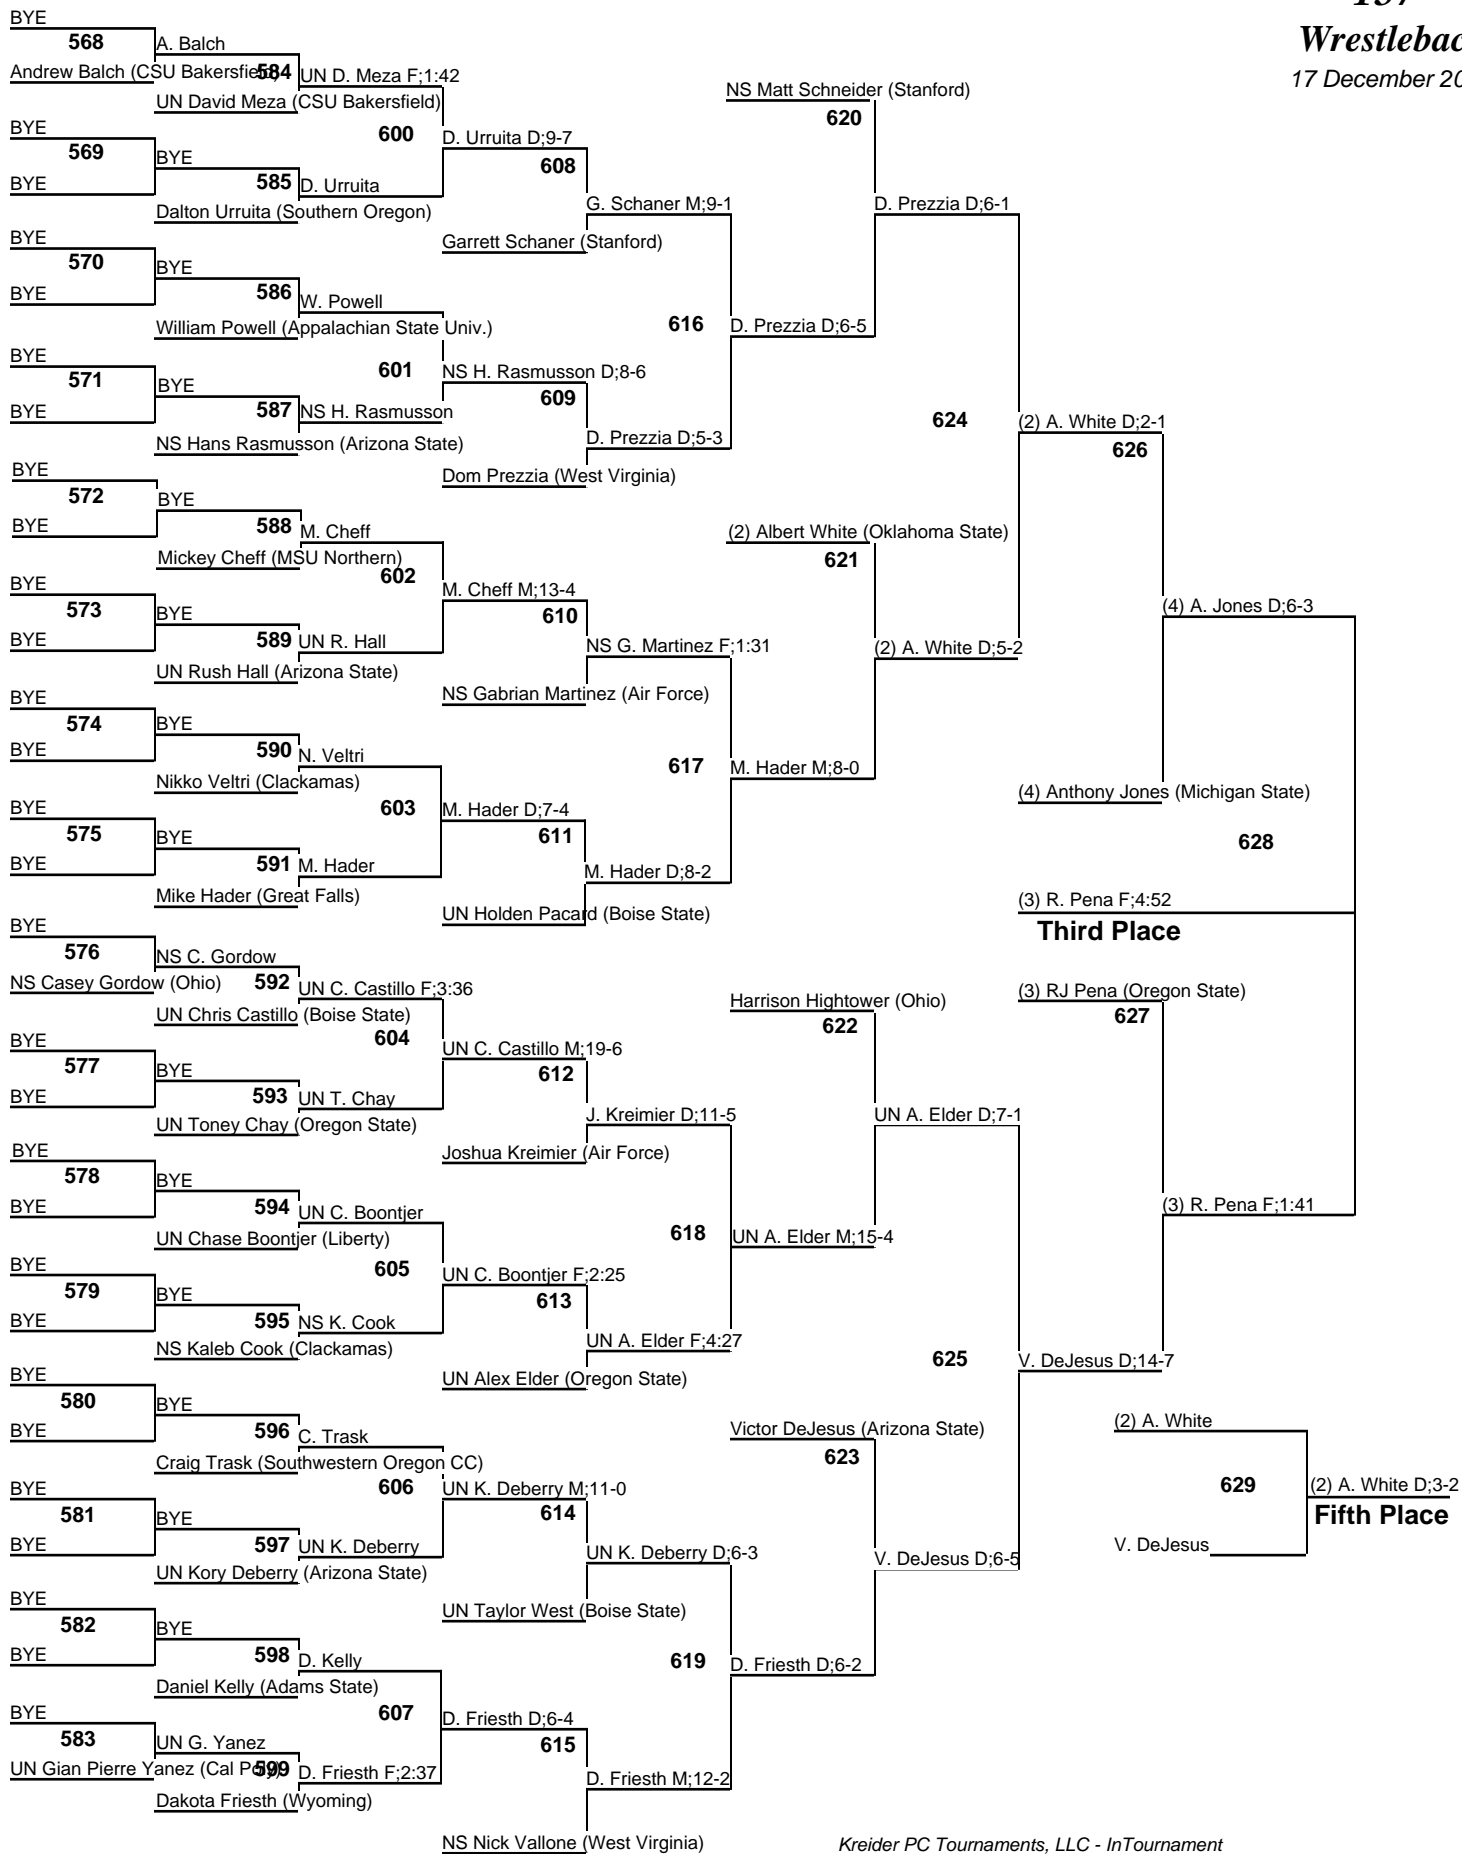 BYE
568
Andrew Balch (CSU Bakersfield)
A. Balch
584
UN David Meza (CSU Bakersfield)
UN D. Meza F;1:42
600
BYE
569
BYE
BYE
585
Dalton Urruita (Southern Oregon)
D. Urruita
D. Urruita D;9-7
608
Garrett Schaner (Stanford)
G. Schaner M;9-1
BYE
570
BYE
BYE
586
William Powell (Appalachian State Univ.)
W. Powell
601
BYE
571
BYE
BYE
587
NS Hans Rasmusson (Arizona State)
NS H. Rasmusson
NS H. Rasmusson D;8-6
609
Dom Prezzia (West Virginia)
D. Prezzia D;5-3
616
D. Prezzia D;6-5
NS Matt Schneider (Stanford)
620
D. Prezzia D;6-1
Wrestlebac
17 December 20
BYE
572
BYE
BYE
588
Mickey Cheff (MSU Northern)
M. Cheff
602
BYE
573
BYE
BYE
589
UN Rush Hall (Arizona State)
UN R. Hall
M. Cheff M;13-4
610
NS Gabrian Martinez (Air Force)
NS G. Martinez F;1:31
BYE
574
BYE
BYE
590
Nikko Veltri (Clackamas)
N. Veltri
603
BYE
575
BYE
BYE
591
Mike Hader (Great Falls)
M. Hader
M. Hader D;7-4
611
UN Holden Pacard (Boise State)
M. Hader D;8-2
617
M. Hader M;8-0
(2) Albert White (Oklahoma State)
621
(2) A. White D;5-2
624
(2) A. White D;2-1
626
(4) Anthony Jones (Michigan State)
(4) A. Jones D;6-3
628
(3) R. Pena F;4:52
Third Place
BYE
576
NS Casey Gordow (Ohio)
NS C. Gordow
592
UN Chris Castillo (Boise State)
UN C. Castillo F;3:36
604
BYE
577
BYE
BYE
593
UN Toney Chay (Oregon State)
UN T. Chay
UN C. Castillo M;19-6
612
Joshua Kreimier (Air Force)
J. Kreimier D;11-5
BYE
578
BYE
BYE
594
UN Chase Boontjer (Liberty)
UN C. Boontjer
605
BYE
579
BYE
BYE
595
NS Kaleb Cook (Clackamas)
NS K. Cook
UN C. Boontjer F;2:25
613
UN Alex Elder (Oregon State)
UN A. Elder F;4:27
618
UN A. Elder M;15-4
Harrison Hightower (Ohio)
622
UN A. Elder D;7-1
(3) RJ Pena (Oregon State)
627
(3) R. Pena F;1:41
BYE
580
BYE
BYE
596
Craig Trask (Southwestern Oregon CC)
C. Trask
606
BYE
581
BYE
BYE
597
UN Kory Deberry (Arizona State)
UN K. Deberry
UN K. Deberry M;11-0
614
UN Taylor West (Boise State)
UN K. Deberry D;6-3
BYE
582
BYE
BYE
598
Daniel Kelly (Adams State)
D. Kelly
607
BYE
583
UN Gian Pierre Yanez (Cal Poly)
UN G. Yanez
599
Dakota Friesth (Wyoming)
D. Friesth F;2:37
D. Friesth D;6-4
615
NS Nick Vallone (West Virginia)
D. Friesth M;12-2
619
D. Friesth D;6-2
Victor DeJesus (Arizona State)
623
V. DeJesus D;6-5
625
V. DeJesus D;14-7
(2) A. White
629
V. DeJesus
(2) A. White D;3-2
Fifth Place
Kreider PC Tournaments, LLC - InTournament